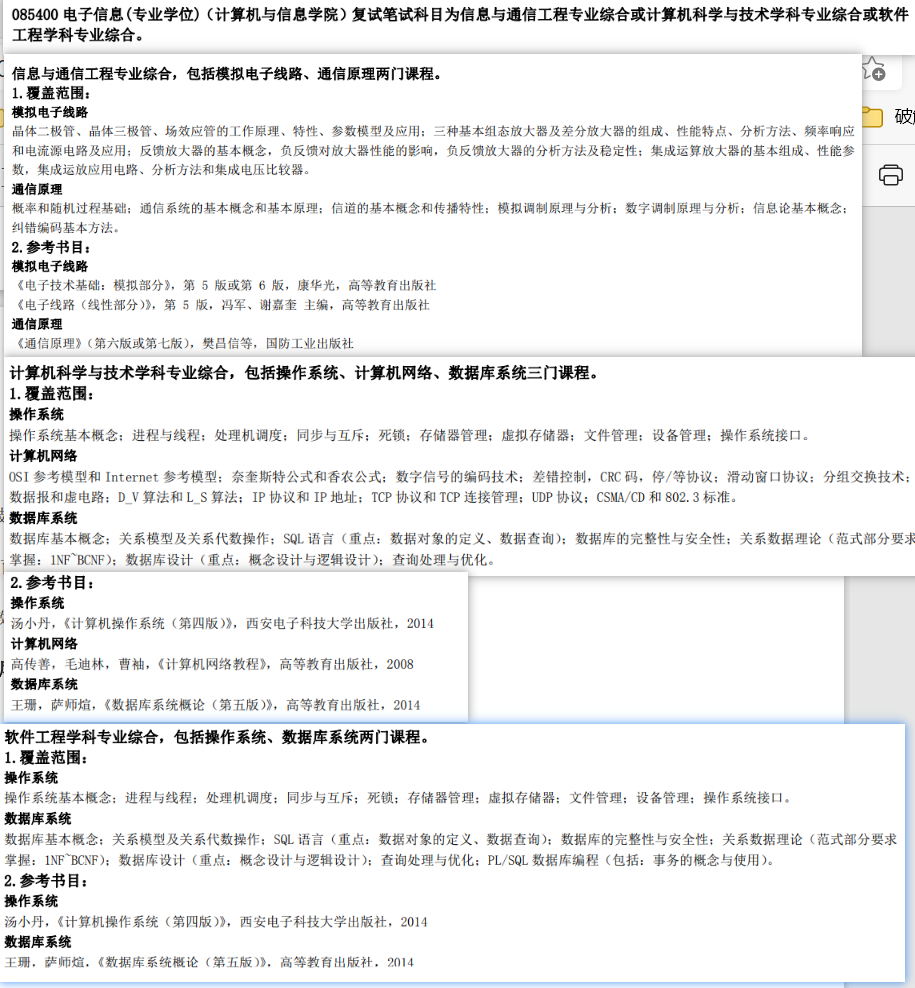 085400 电子信息(专业学位)（计算机与信息学院）复试笔试科目为信息与通信工程专业综合或计算机科学与技术学科专业综合或软件
工程学科专业综合。
信息与通信工程专业综合，包括模拟电子线路、通信原理两门课程。
1.覆盖范围：
模拟电子线路
晶体二极管、晶体三极管、场效应管的工作原理、特性、参数模型及应用；三种基本组态放大器及差分放大器的组成、性能特点、分析方法、频率响应
和电流源电路及应用；反馈放大器的基本概念，负反馈对放大器性能的影响，负反馈放大器的分析方法及稳定性；集成运算放大器的基本组成、性能参
数，集成运放应用电路、分析方法和集成电压比较器。
通信原理
概率和随机过程基础；通信系统的基本概念和基本原理；信道的基本概念和传播特性；模拟调制原理与分析；数字调制原理与分析；信息论基本概念；
纠错编码基本方法。
2.参考书目：
模拟电子线路
《电子技术基础：模拟部分》，第 5 版或第 6 版，康华光，高等教育出版社
《电子线路（线性部分）》，第 5 版，冯军、谢嘉奎 主编，高等教育出版社
通信原理
《通信原理》（第六版或第七版），樊昌信等，国防工业出版社
破
计算机科学与技术学科专业综合，包括操作系统、计算机网络、数据库系统三门课程。
1.覆盖范围：
操作系统
操作系统基本概念；进程与线程；处理机调度；同步与互斥；死锁；存储器管理；虚拟存储器；文件管理；设备管理；操作系统接口。
计算机网络
OSI 参考模型和 Internet 参考模型；奈奎斯特公式和香农公式；数字信号的编码技术；差错控制，CRC 码，停/等协议；滑动窗口协议；分组交换技术；
数据报和虚电路；D_V 算法和 L_S 算法；IP 协议和 IP 地址；TCP 协议和 TCP 连接管理；UDP 协议；CSMA/CD 和 802.3 标准。
数据库系统
数据库基本概念；关系模型及关系代数操作；SQL 语言（重点：数据对象的定义、数据查询）；数据库的完整性与安全性；关系数据理论（范式部分要求
掌握：1NF~BCNF）；数据库设计（重点：概念设计与逻辑设计）；查询处理与优化。
2.参考书目：
操作系统
汤小丹，《计算机操作系统（第四版）》，西安电子科技大学出版社，2014
计算机网络
高传善，毛迪林，曹袖，《计算机网络教程》，高等教育出版社，2008
数据库系统
王珊，萨师煊，《数据库系统概论（第五版）》，高等教育出版社，2014
软件工程学科专业综合，包括操作系统、数据库系统两门课程。
1.覆盖范围：
操作系统
操作系统基本概念；进程与线程；处理机调度；同步与互斥；死锁；存储器管理；虚拟存储器；文件管理；设备管理；操作系统接口。
数据库系统
数据库基本概念；关系模型及关系代数操作；SQL 语言（重点：数据对象的定义、数据查询）；数据库的完整性与安全性；关系数据理论（范式部分要求
掌握：1NF~BCNF）；数据库设计（重点：概念设计与逻辑设计）；查询处理与优化；PL/SQL 数据库编程（包括：事务的概念与使用）。
2.参考书目：
操作系统
汤小丹，《计算机操作系统（第四版）》，西安电子科技大学出版社，2014
数据库系统
王珊，萨师煊，《数据库系统概论（第五版）》，高等教育出版社，2014